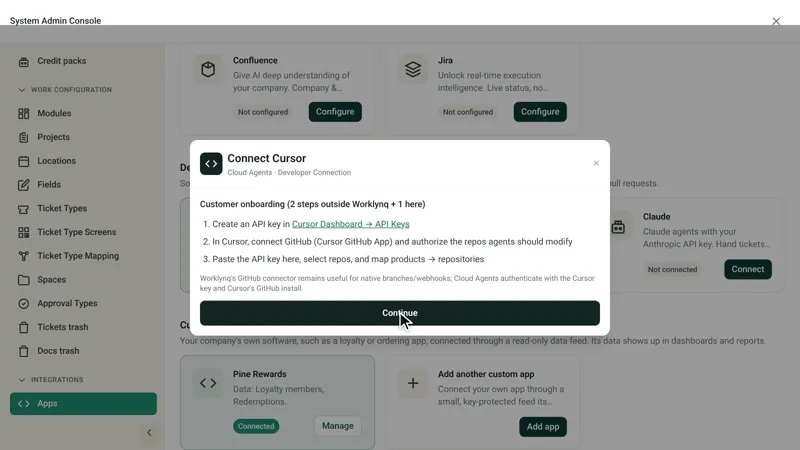 System Admin Console
Credit packs
WORK CONFIGURATION
Modules
Projects
Locations
Fields
Ticket Types
Ticket Type Screens
Ticket Type Mapping
Spaces
Approval Types
Tickets trash
Docs trash
INTEGRATIONS
Apps
Confluence
Give AI deep understanding of
your company. Company &…
Not configured
Configure
Jira
Unlock real-time execution
intelligence. Live status, no…
Not configured
Configure
Connect Cursor
Cloud Agents · Developer Connection
Customer onboarding (2 steps outside Worklynq + 1 here)
1. Create an API key in Cursor Dashboard → API Keys
2. In Cursor, connect GitHub (Cursor GitHub App) and authorize the repos agents should modify
3. Paste the API key here, select repos, and map products → repositories
Worklynq's GitHub connector remains useful for native branches/webhooks; Cloud Agents authenticate with the Cursor
key and Cursor's GitHub install.
Continue
pull requests.
Claude
Claude agents with your
Anthropic API key. Hand tickets…
Not connected
Connect
Your company's own software, such as a loyalty or ordering app, connected through a read-only data feed. Its data shows up in dashboards and reports.
Pine Rewards
Data: Loyalty members,
Redemptions.
Connected
Manage
Add another custom app
Connect your own app through a
small, key-protected feed its…
Add app